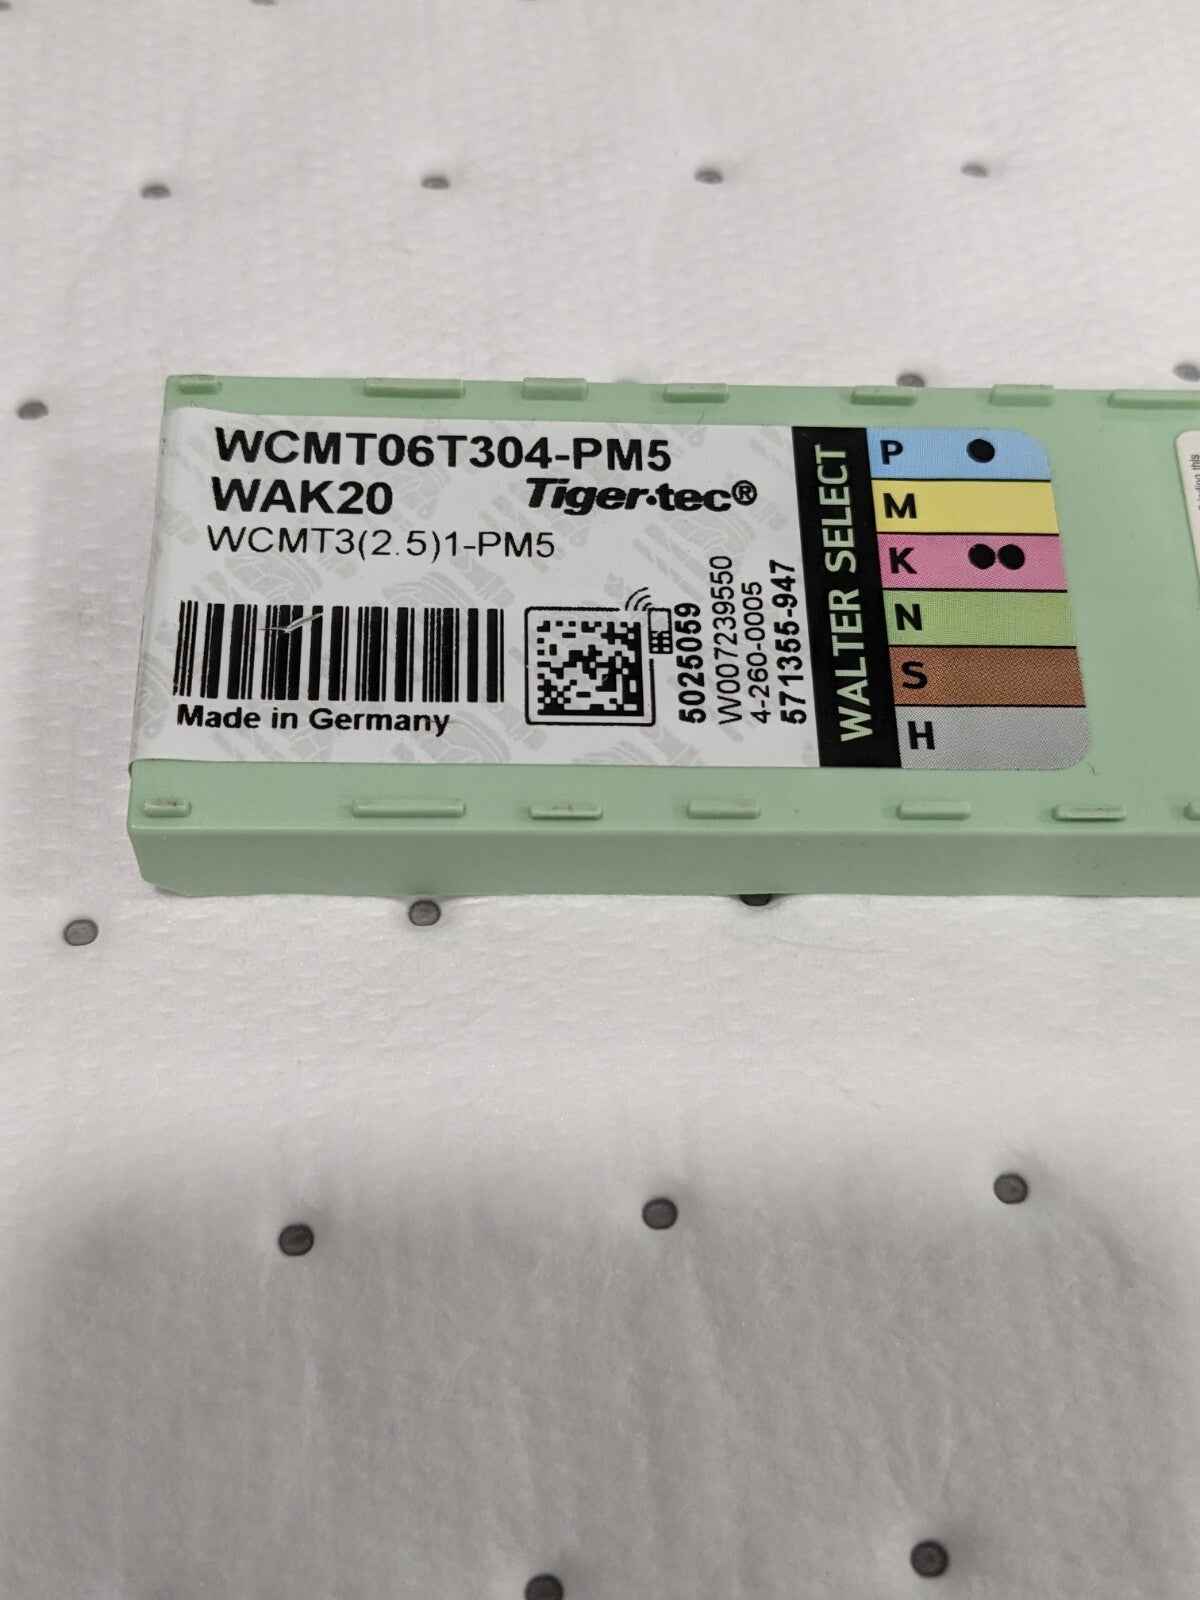 WCMT06T304-PM5
WAK20 Tiger·tec®
WCMT3(2.5)1-PM5
Made in Germany
5025059
W007239550
4-260-0005
571355-947
WALTER SELECT
P
M
K
N
S
H
this